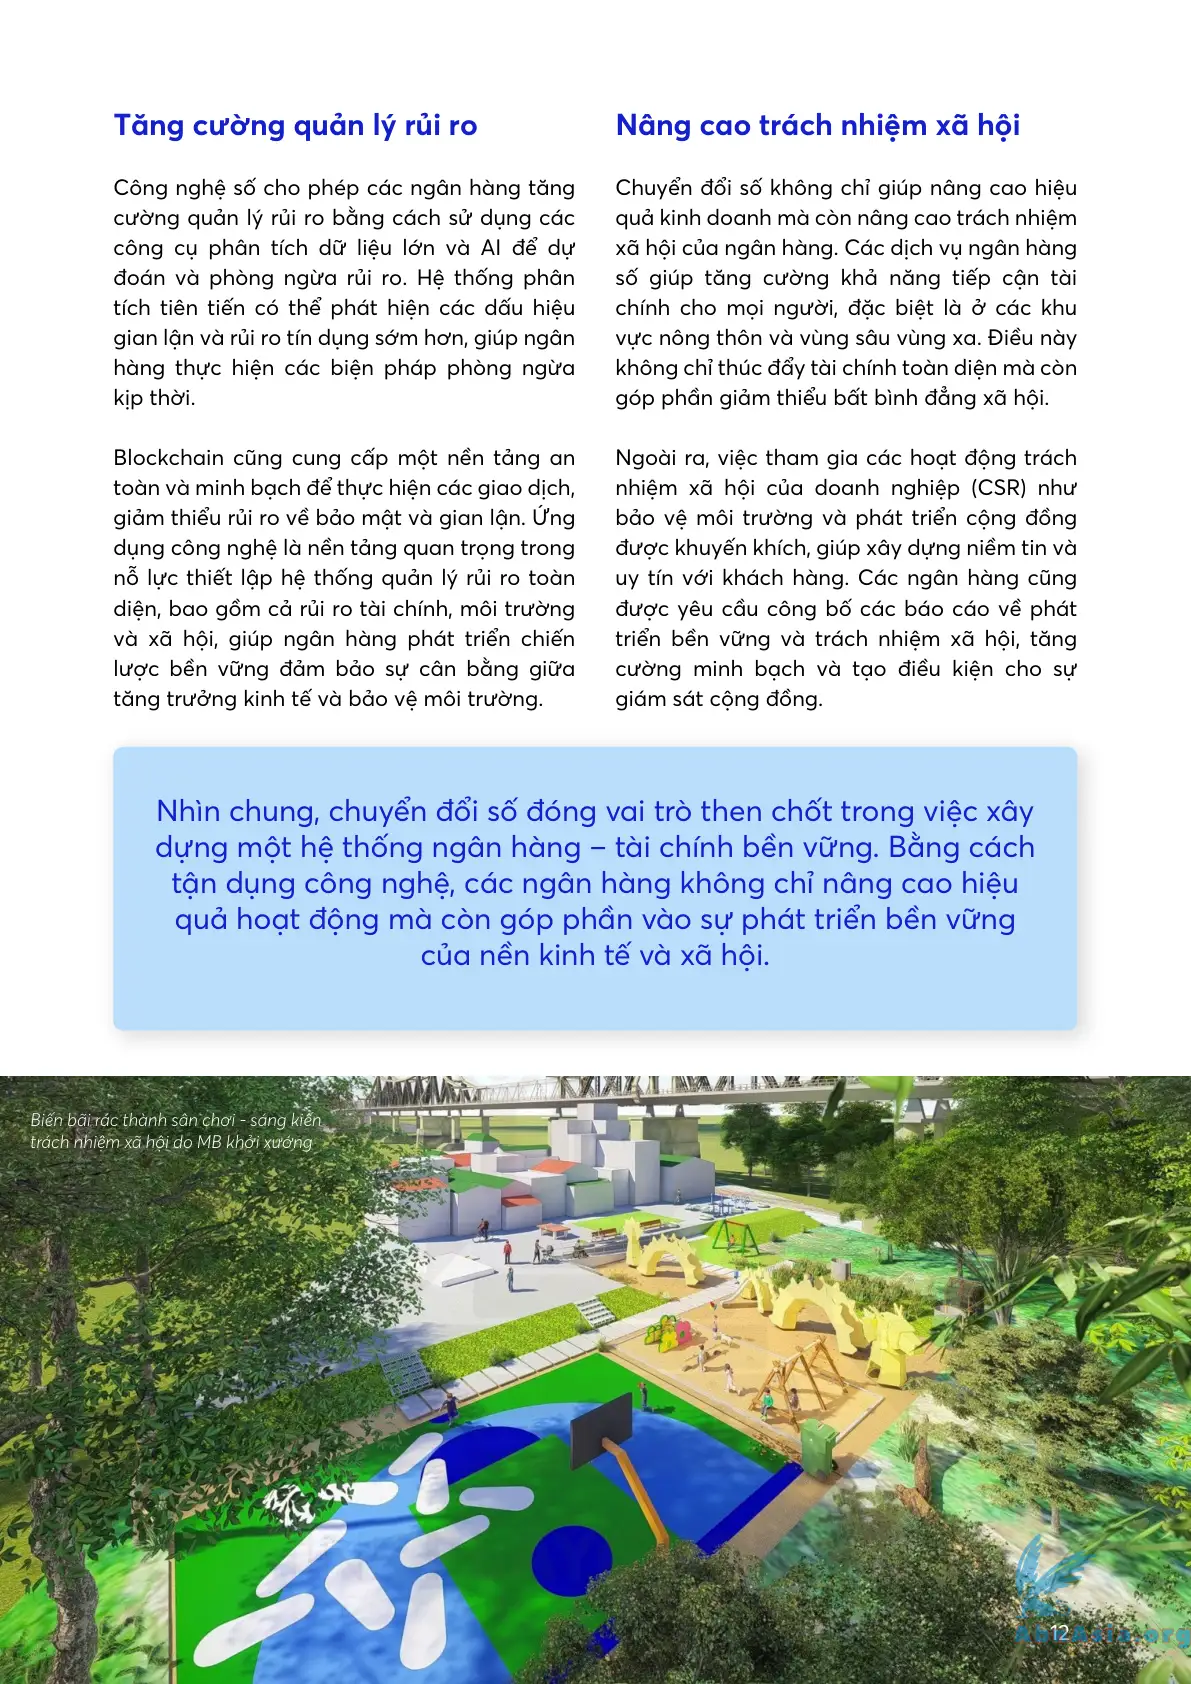 Tăng cường quản lý rủi ro
Công nghệ số cho phép các ngân hàng tăng
cường quản lý rủi ro bằng cách sử dụng các
công cụ phân tích dữ liệu lớn và AI để dự
đoán và phòng ngừa rủi ro. Hệ thống phân
tích tiên tiến có thể phát hiện các dấu hiệu
gian lận và rủi ro tín dụng sớm hơn, giúp ngân
hàng thực hiện các biện pháp phòng ngừa
kịp thời.
Blockchain cũng cung cấp một nền tảng an
toàn và minh bạch để thực hiện các giao dịch,
giảm thiểu rủi ro về bảo mật và gian lận. Ứng
dụng công nghệ là nền tảng quan trọng trong
nỗ lực thiết lập hệ thống quản lý rủi ro toàn
diện, bao gồm cả rủi ro tài chính, môi trường
và xã hội, giúp ngân hàng phát triển chiến
lược bền vững đảm bảo sự cân bằng giữa
tăng trưởng kinh tế và bảo vệ môi trường.
Nâng cao trách nhiệm xã hội
Chuyển đổi số không chỉ giúp nâng cao hiệu
quả kinh doanh mà còn nâng cao trách nhiệm
xã hội của ngân hàng. Các dịch vụ ngân hàng
số giúp tăng cường khả năng tiếp cận tài
chính cho mọi người, đặc biệt là ở các khu
vực nông thôn và vùng sâu vùng xa. Điều này
không chỉ thúc đẩy tài chính toàn diện mà còn
góp phần giảm thiểu bất bình đẳng xã hội.
Ngoài ra, việc tham gia các hoạt động trách
nhiệm xã hội của doanh nghiệp (CSR) như
bảo vệ môi trường và phát triển cộng đồng
được khuyến khích, giúp xây dựng niềm tin và
uy tín với khách hàng. Các ngân hàng cũng
được yêu cầu công bố các báo cáo về phát
triển bền vững và trách nhiệm xã hội, tăng
cường minh bạch và tạo điều kiện cho sự
giám sát cộng đồng.
Nhìn chung, chuyển đổi số đóng vai trò then chốt trong việc xây
dựng một hệ thống ngân hàng – tài chính bền vững. Bằng cách
tận dụng công nghệ, các ngân hàng không chỉ nâng cao hiệu
quả hoạt động mà còn góp phần vào sự phát triển bền vững
của nền kinh tế và xã hội.
Biến bãi rác thành sân chơi - sáng kiến
trách nhiệm xã hội do MB khởi xướng
12